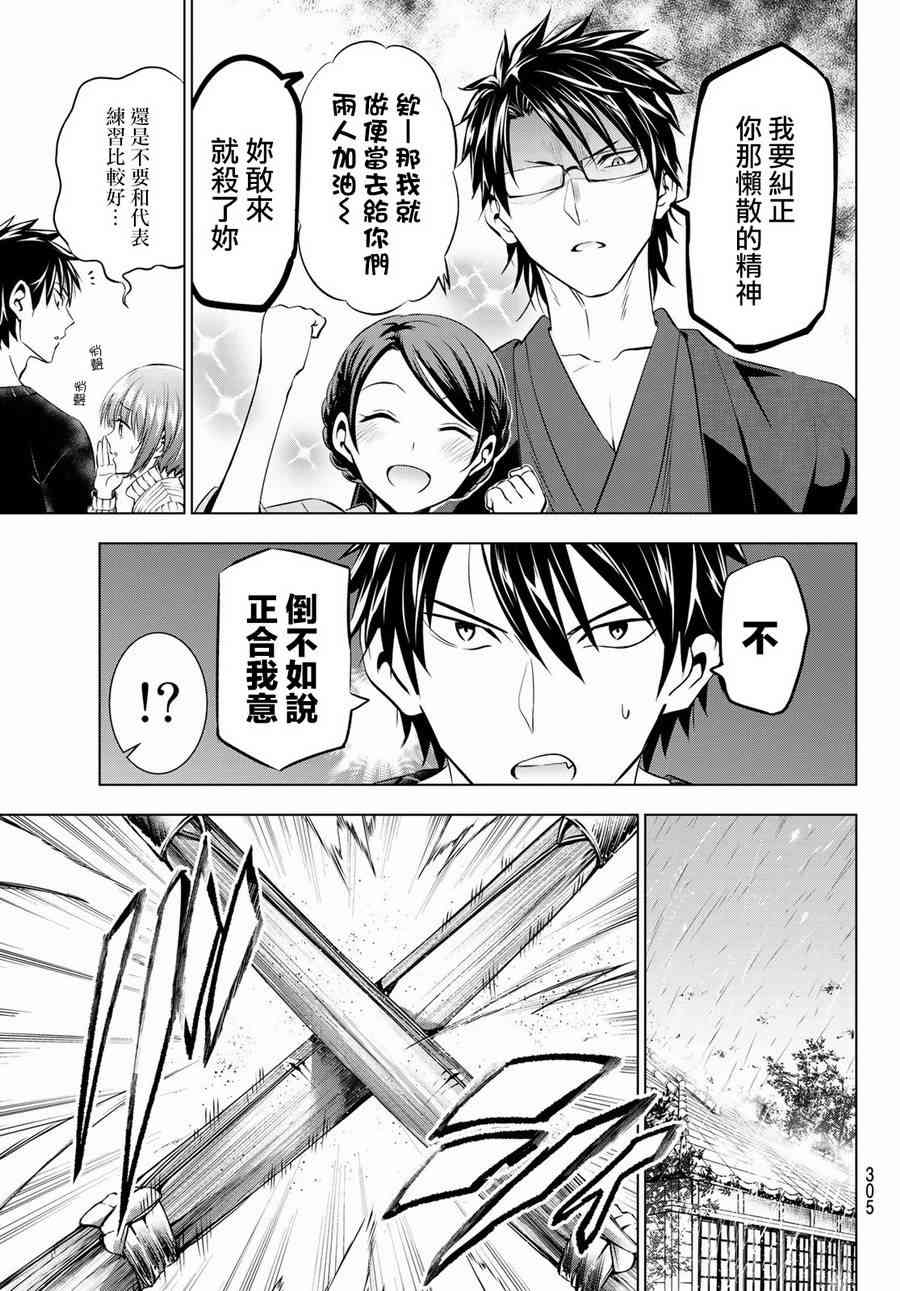 我要糾正
你那懶散的精神
欸—那我就
做便當去給你們
兩人加油～
妳敢來
就殺了妳
還是不要和代表
練習比較好…
悄聲
悄聲
不
倒不如說
正合我意
!?
305